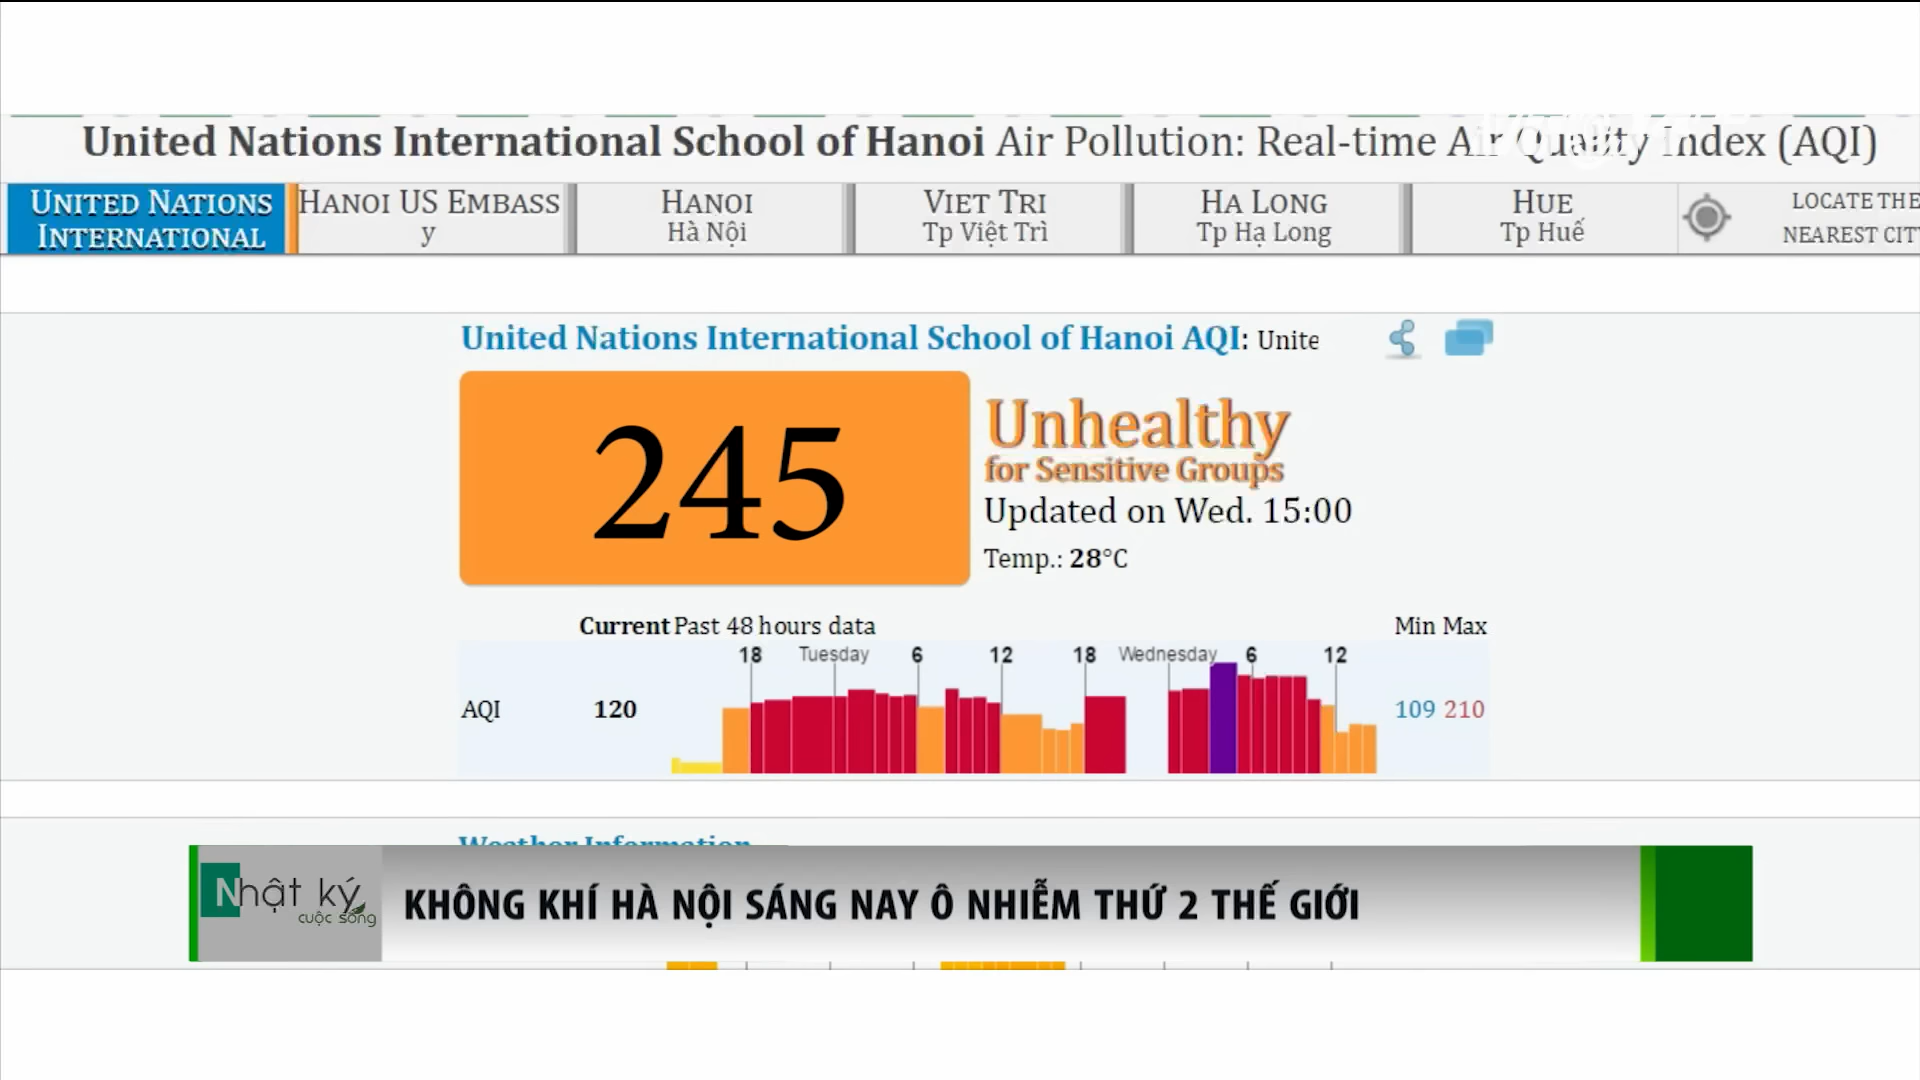 United Nations International School of Hanoi Air Pollution: Real-time Air Quality Index (AQI)
UNITED NATIONS
INTERNATIONAL
HANOI US EMBASS
y
HANOI
Hà Nội
VIET TRI
Tp Việt Trì
HA LONG
Tp Hạ Long
HUE
Tp Huế
LOCATE THE
NEAREST CIT
United Nations International School of Hanoi AQI: Unite
245
Unhealthy
for Sensitive Groups
Updated on Wed. 15:00
Temp.: 28°C
Current Past 48 hours data
Min Max
18 Tuesday 6 12 18 Wednesday 6 12
AQI 120
109 210
Weather Information
Nhật ký
cuộc sống
KHÔNG KHÍ HÀ NỘI SÁNG NAY Ô NHIỄM THỨ 2 THẾ GIỚI